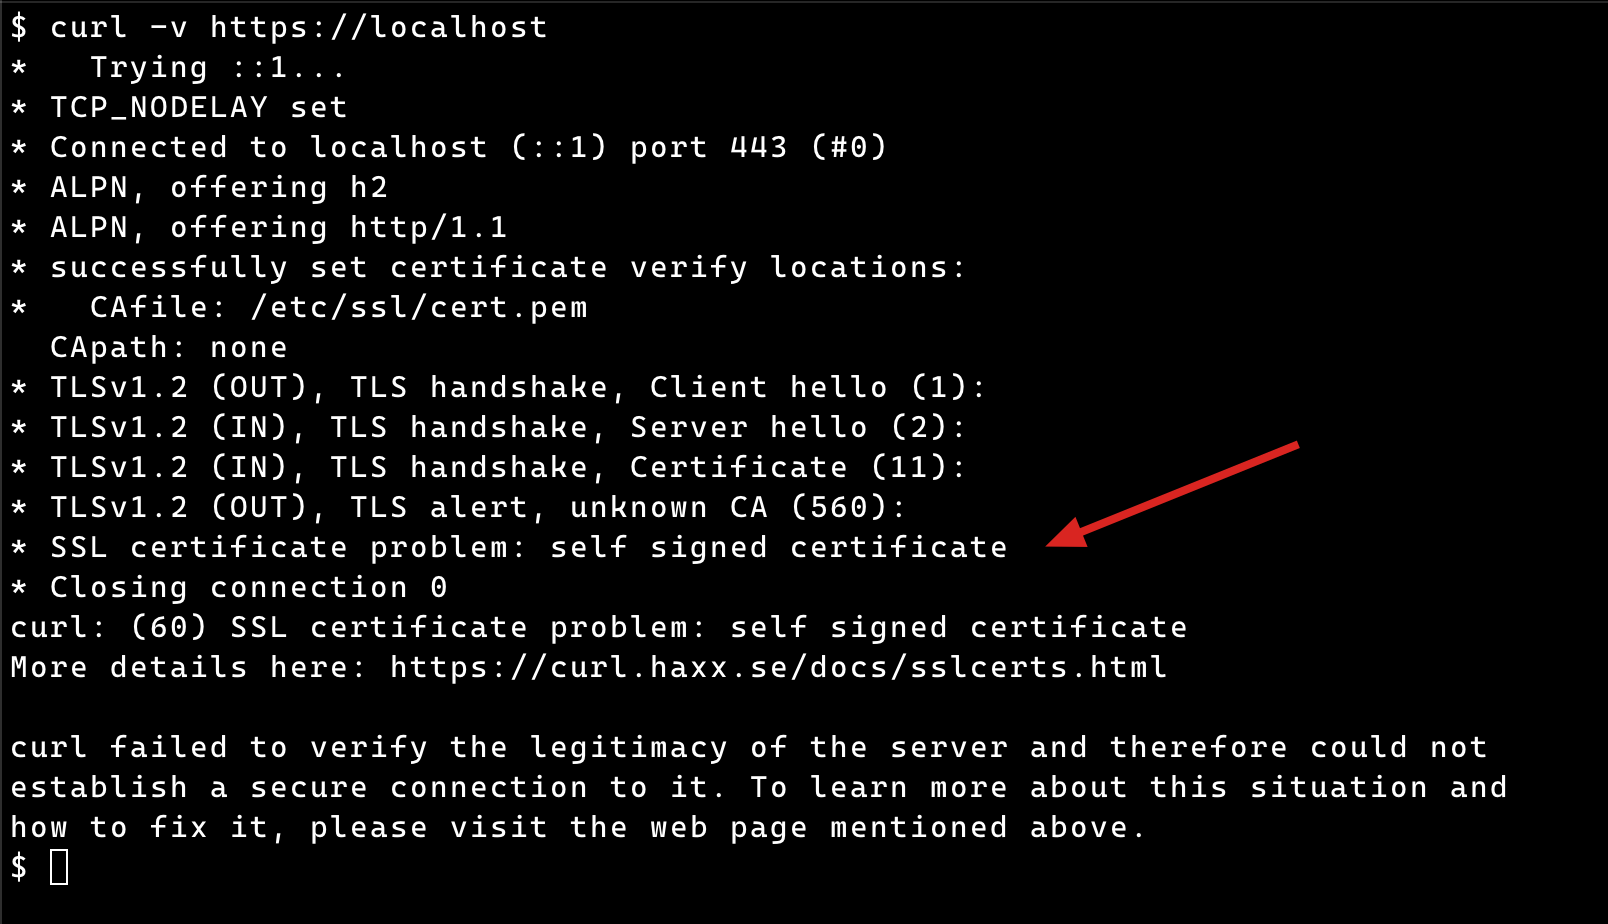 $ curl -v https://localhost
*   Trying ::1...
* TCP_NODELAY set
* Connected to localhost (::1) port 443 (#0)
* ALPN, offering h2
* ALPN, offering http/1.1
* successfully set certificate verify locations:
*   CAfile: /etc/ssl/cert.pem
  CApath: none
* TLSv1.2 (OUT), TLS handshake, Client hello (1):
* TLSv1.2 (IN), TLS handshake, Server hello (2):
* TLSv1.2 (IN), TLS handshake, Certificate (11):
* TLSv1.2 (OUT), TLS alert, unknown CA (560):
* SSL certificate problem: self signed certificate
* Closing connection 0
curl: (60) SSL certificate problem: self signed certificate
More details here: https://curl.haxx.se/docs/sslcerts.html

curl failed to verify the legitimacy of the server and therefore could not
establish a secure connection to it. To learn more about this situation and
how to fix it, please visit the web page mentioned above.
$